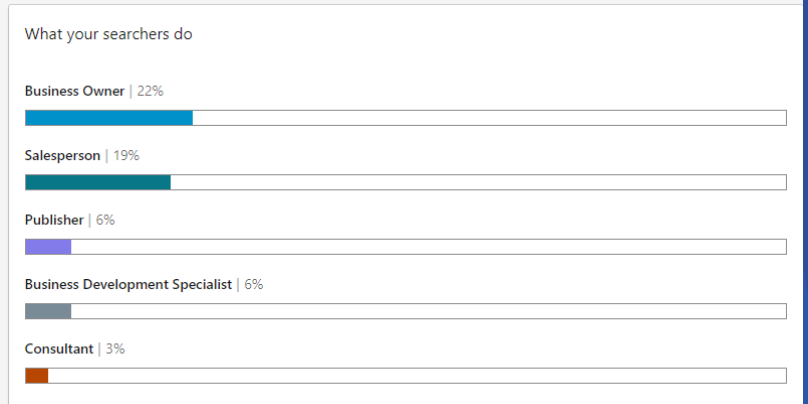 What your searchers do
Business Owner | 22%
Salesperson | 19%
Publisher | 6%
Business Development Specialist | 6%
Consultant | 3%